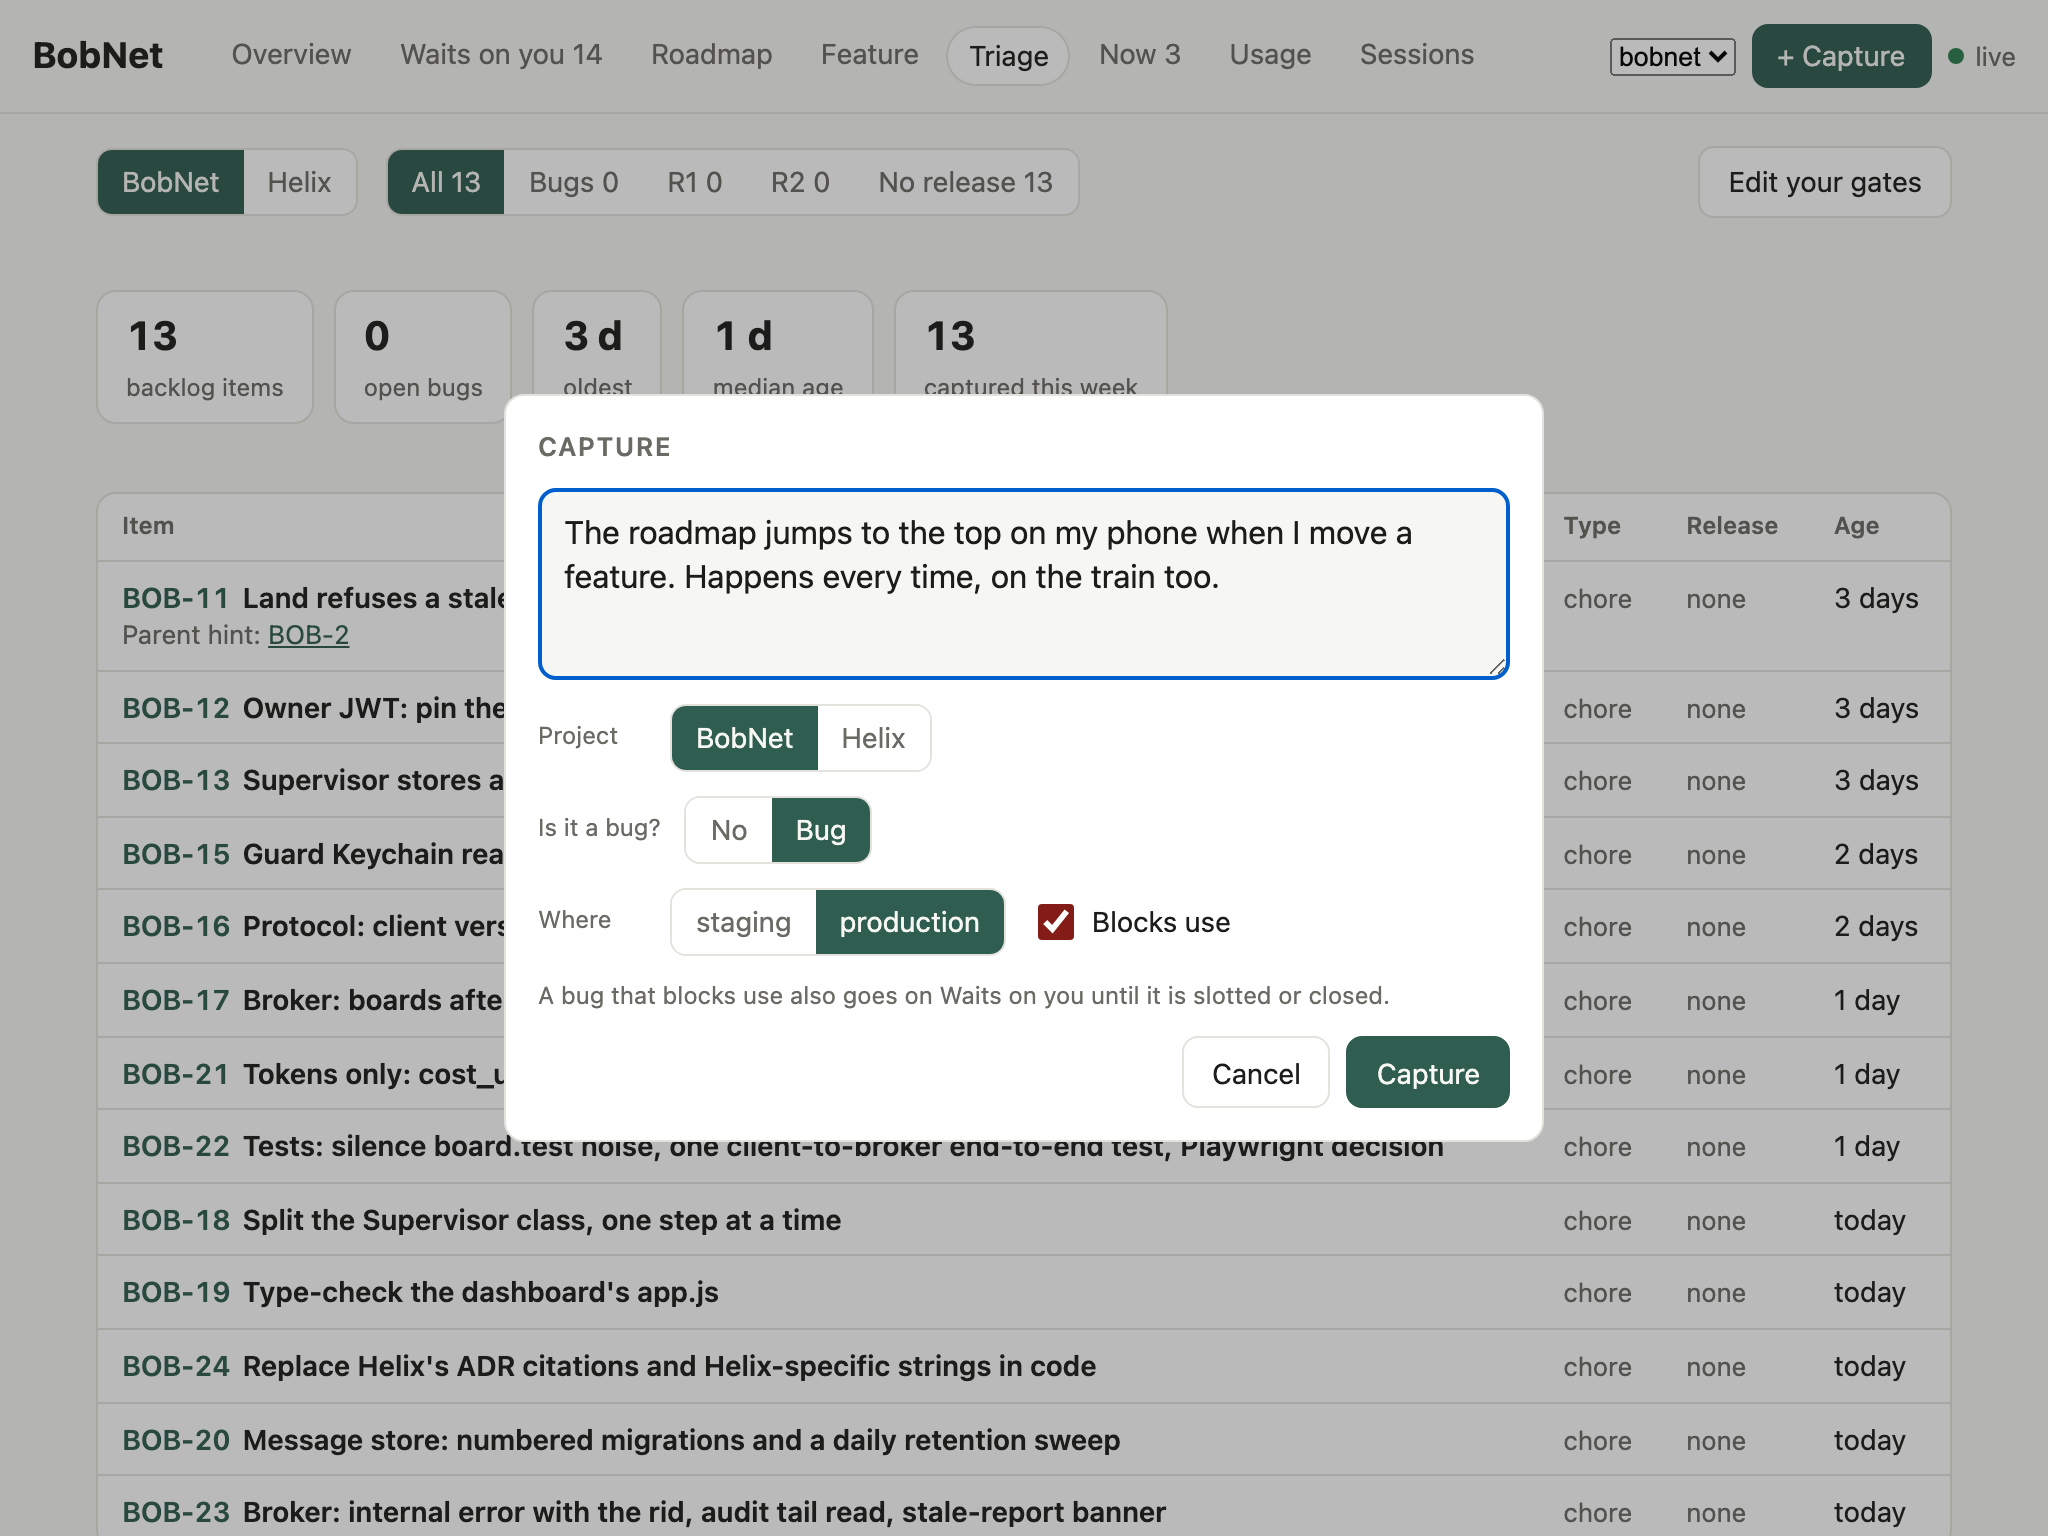 BobNet Overview Waits on you 14 Roadmap Feature Triage Now 3 Usage Sessions bobnet + Capture live
BobNet Helix All 13 Bugs 0 R1 0 R2 0 No release 13 Edit your gates
13 0 3 d 1 d 13
backlog items open bugs oldest median age captured this week
CAPTURE
The roadmap jumps to the top on my phone when I move a
feature. Happens every time, on the train too.
Project BobNet Helix
Is it a bug? No Bug
Where staging production Blocks use
A bug that blocks use also goes on Waits on you until it is slotted or closed.
Cancel Capture
Item Type Release Age
BOB-11 Land refuses a stale chore none 3 days
Parent hint: BOB-2
BOB-12 Owner JWT: pin the chore none 3 days
BOB-13 Supervisor stores a chore none 3 days
BOB-15 Guard Keychain rea chore none 2 days
BOB-16 Protocol: client vers chore none 2 days
BOB-17 Broker: boards afte chore none 1 day
BOB-21 Tokens only: cost_u chore none 1 day
BOB-22 Tests: silence board.test noise, one client-to-broker end-to-end test, Playwright decision chore none 1 day
BOB-18 Split the Supervisor class, one step at a time chore none today
BOB-19 Type-check the dashboard's app.js chore none today
BOB-24 Replace Helix's ADR citations and Helix-specific strings in code chore none today
BOB-20 Message store: numbered migrations and a daily retention sweep chore none today
BOB-23 Broker: internal error with the rid, audit tail read, stale-report banner chore none today